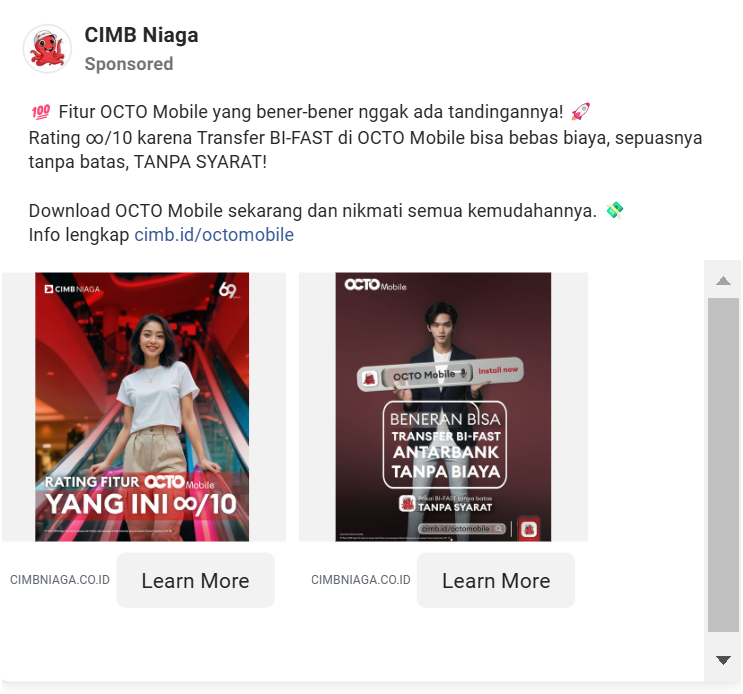 CIMB Niaga
Sponsored
💯 Fitur OCTO Mobile yang bener-bener nggak ada tandingannya! 🚀
Rating ∞/10 karena Transfer BI-FAST di OCTO Mobile bisa bebas biaya, sepuasnya
tanpa batas, TANPA SYARAT!
Download OCTO Mobile sekarang dan nikmati semua kemudahannya. 💸
Info lengkap cimb.id/octomobile
CIMB NIAGA
69
RATING FITUR OCTO Mobile
YANG INI ∞/10
CIMBNIAGA.CO.ID
Learn More
OCTO Mobile
OCTO Mobile
Install now
BENERAN BISA
TRANSFER BI-FAST
ANTARBANK
TANPA BIAYA
Pakai BI-FAST tanpa batas
TANPA SYARAT
cimb.id/octomobile
CIMBNIAGA.CO.ID
Learn More